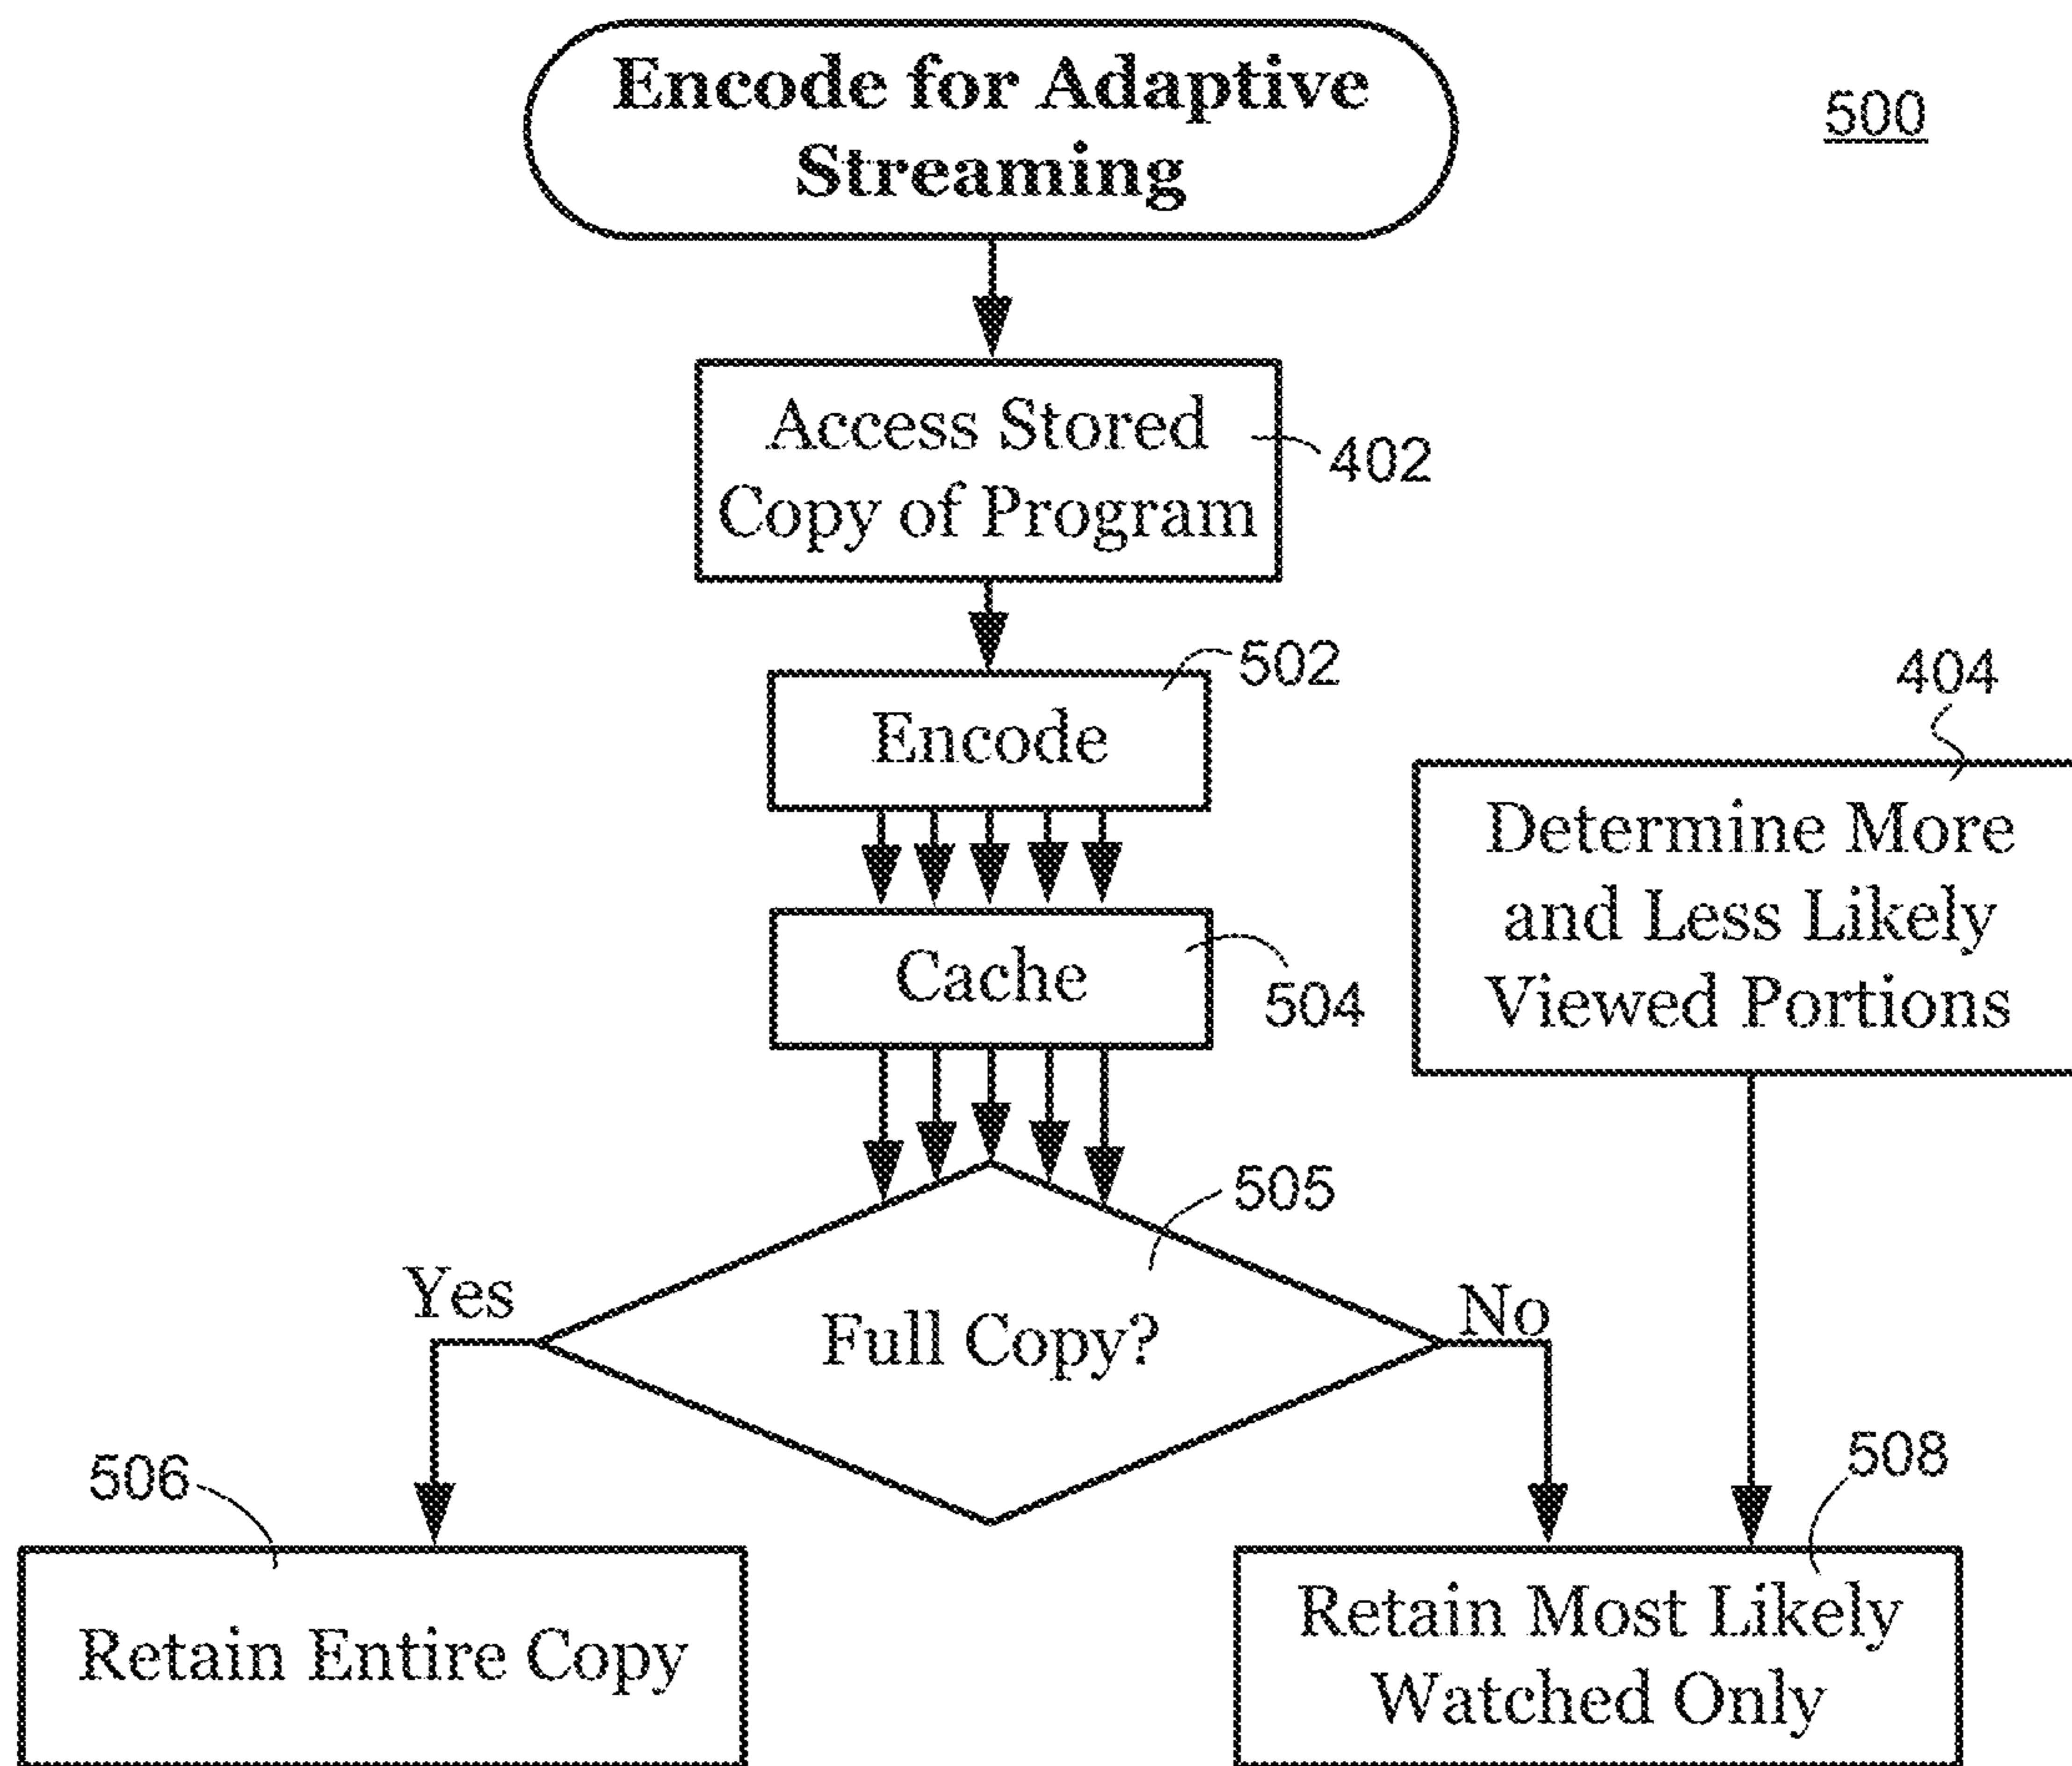 Encode for Adaptive
Streaming
500
Access Stored
Copy of Program
402
502
Encode
404
Determine More
and Less Likely
Viewed Portions
Cache
504
505
Yes
Full Copy?
No
506
508
Retain Entire Copy
Retain Most Likely
Watched Only